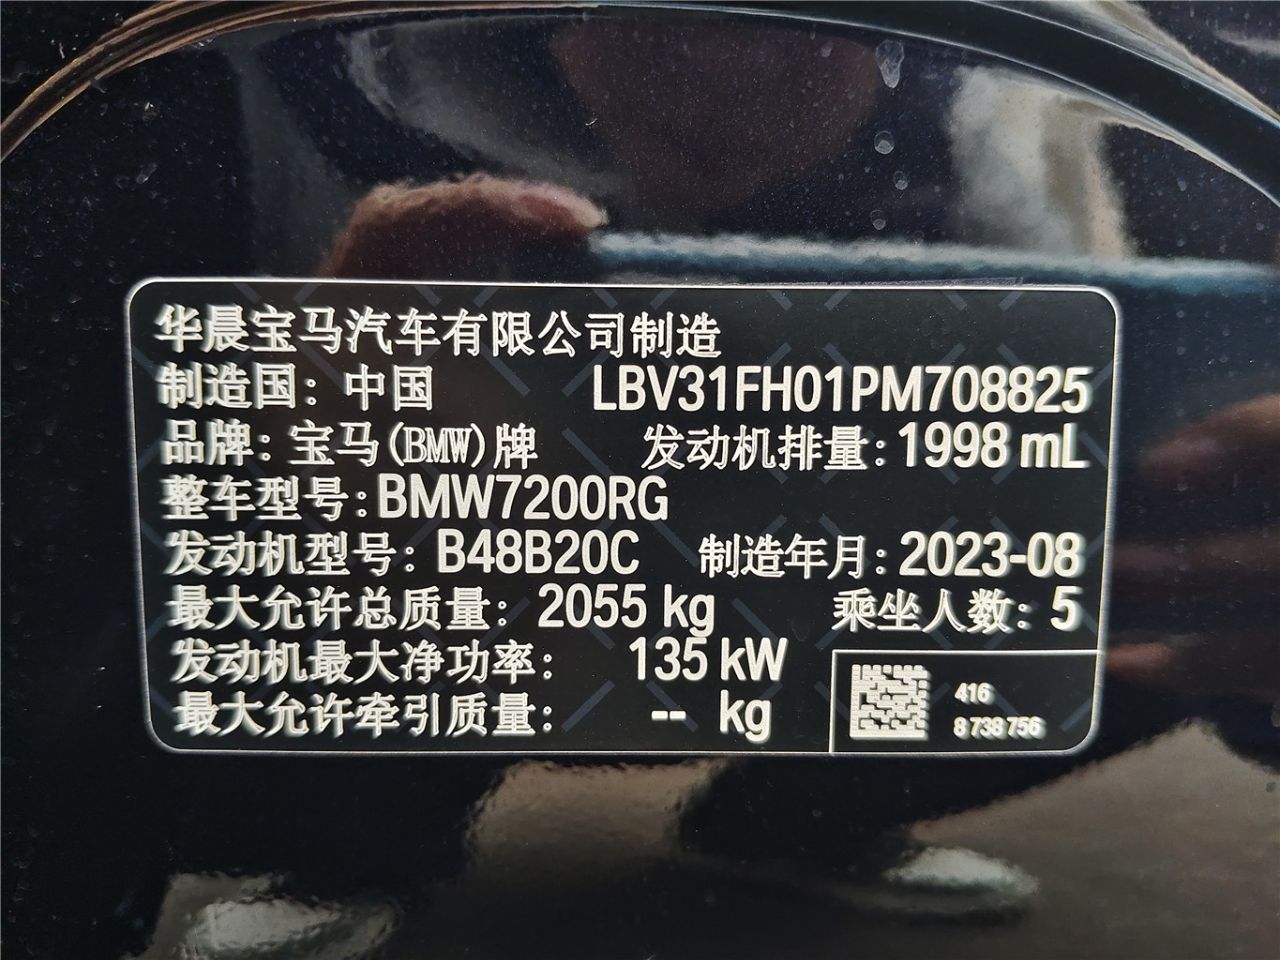 华晨宝马汽车有限公司制造
制造国：中国 LBV31FH01PM708825
品牌：宝马(BMW)牌 发动机排量：1998 mL
整车型号：BMW7200RG
发动机型号：B48B20C 制造年月：2023-08
最大允许总质量：2055 kg 乘坐人数：5
发动机最大净功率：135 kW
最大允许牵引质量：-- kg
416
8 738 756